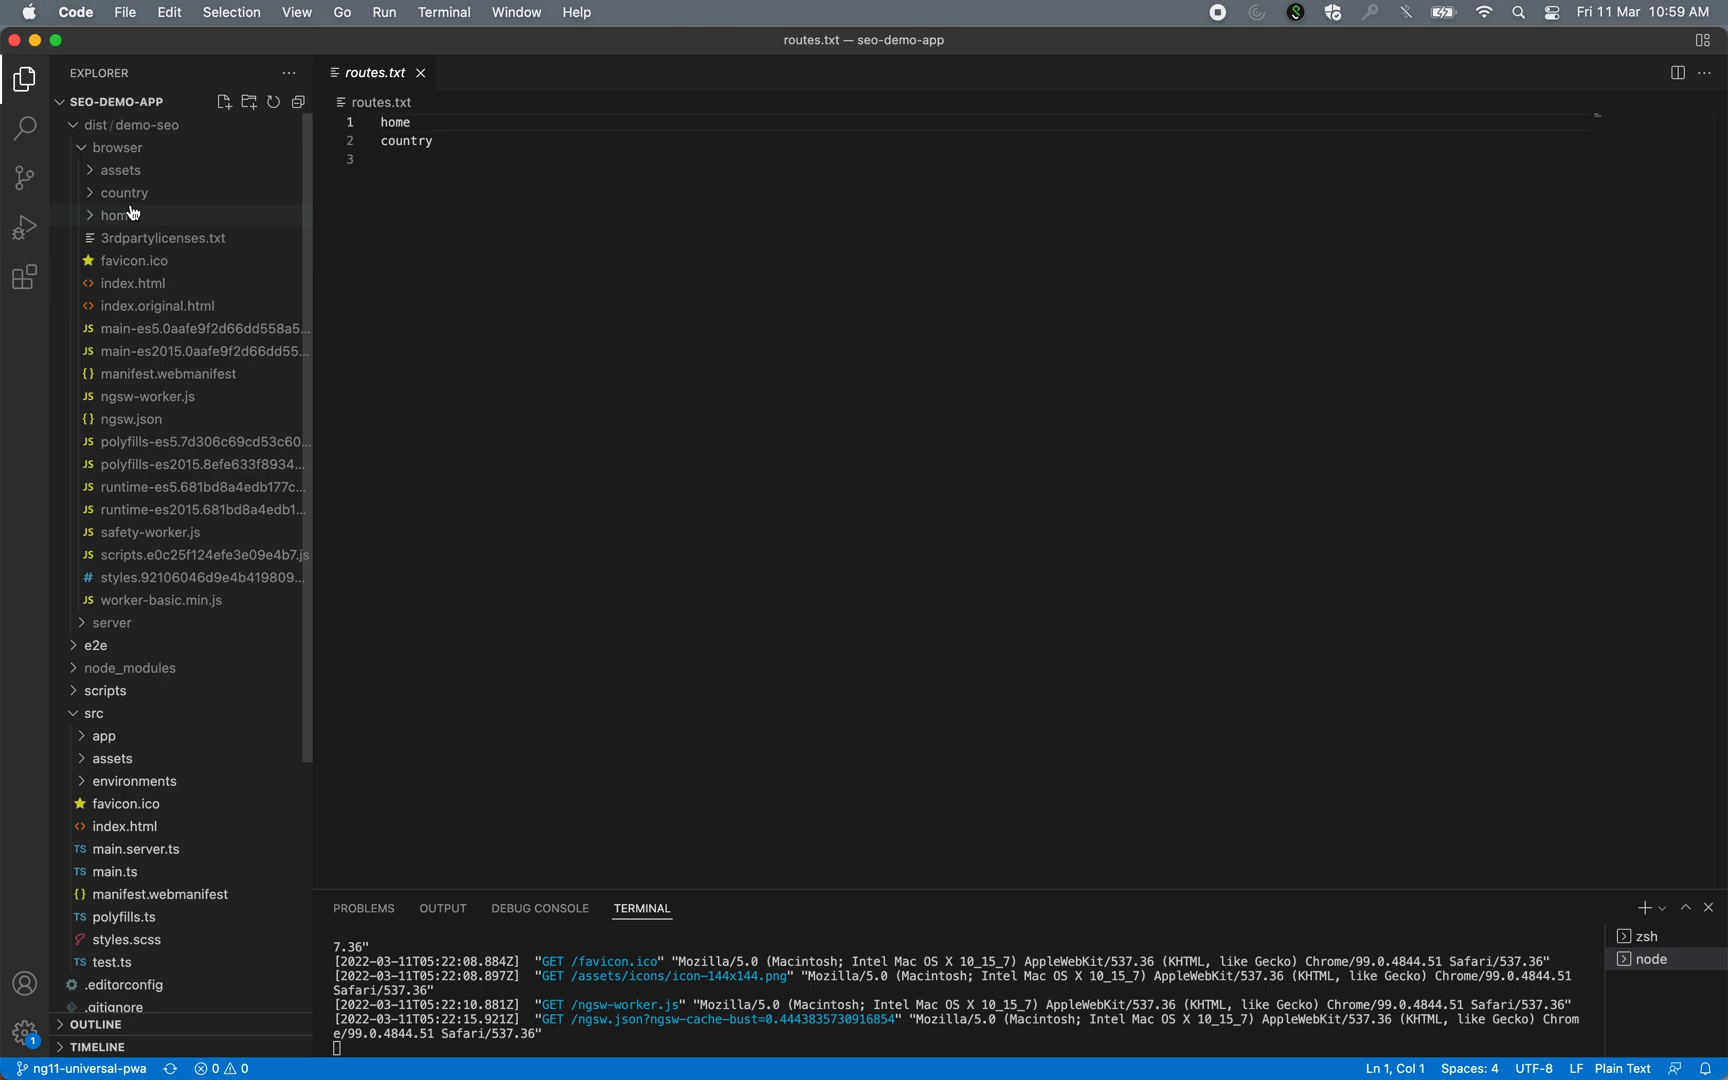 Code File Edit Selection View Go Run Terminal Window Help
Fri 11 Mar 10:59 AM
routes.txt — seo-demo-app
EXPLORER
routes.txt
SEO-DEMO-APP
routes.txt
dist / demo-seo
browser
assets
country
3rdpartylicenses.txt
favicon.ico
index.html
index.original.html
main-es5.0aafe9f2d66dd558a5...
main-es2015.0aafe9f2d66dd55...
manifest.webmanifest
ngsw-worker.js
ngsw.json
polyfills-es5.7d306c69cd53c60...
polyfills-es2015.8efe633f8934...
runtime-es5.681bd8a4edb177c...
runtime-es2015.681bd8a4edb1...
safety-worker.js
scripts.e0c25f124efe3e09e4b7.js
styles.92106046d9e4b419809...
worker-basic.min.js
server
e2e
node_modules
scripts
src
app
assets
environments
favicon.ico
index.html
main.server.ts
main.ts
manifest.webmanifest
polyfills.ts
styles.scss
test.ts
.editorconfig
.gitignore
OUTLINE
TIMELINE
1 home
2 country
3
PROBLEMS OUTPUT DEBUG CONSOLE TERMINAL
zsh
node
7.36"
[2022-03-11T05:22:08.884Z] "GET /favicon.ico" "Mozilla/5.0 (Macintosh; Intel Mac OS X 10_15_7) AppleWebKit/537.36 (KHTML, like Gecko) Chrome/99.0.4844.51 Safari/537.36"
[2022-03-11T05:22:08.897Z] "GET /assets/icons/icon-144x144.png" "Mozilla/5.0 (Macintosh; Intel Mac OS X 10_15_7) AppleWebKit/537.36 (KHTML, like Gecko) Chrome/99.0.4844.51
Safari/537.36"
[2022-03-11T05:22:10.881Z] "GET /ngsw-worker.js" "Mozilla/5.0 (Macintosh; Intel Mac OS X 10_15_7) AppleWebKit/537.36 (KHTML, like Gecko) Chrome/99.0.4844.51 Safari/537.36"
[2022-03-11T05:22:15.921Z] "GET /ngsw.json?ngsw-cache-bust=0.4443835730916854" "Mozilla/5.0 (Macintosh; Intel Mac OS X 10_15_7) AppleWebKit/537.36 (KHTML, like Gecko) Chrom
e/99.0.4844.51 Safari/537.36"
1
ng11-universal-pwa 0 0
Ln 1, Col 1 Spaces: 4 UTF-8 LF Plain Text